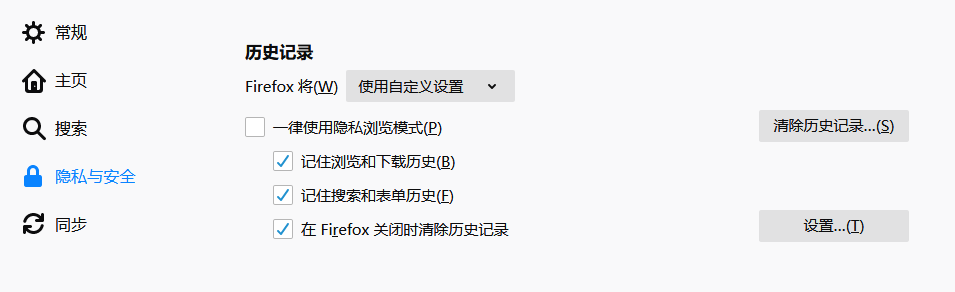 常规
主页
搜索
隐私与安全
同步
历史记录
Firefox 将(W) 使用自定义设置
一律使用隐私浏览模式(P) 清除历史记录...(S)
记住浏览和下载历史(B)
记住搜索和表单历史(F)
在 Firefox 关闭时清除历史记录 设置...(T)